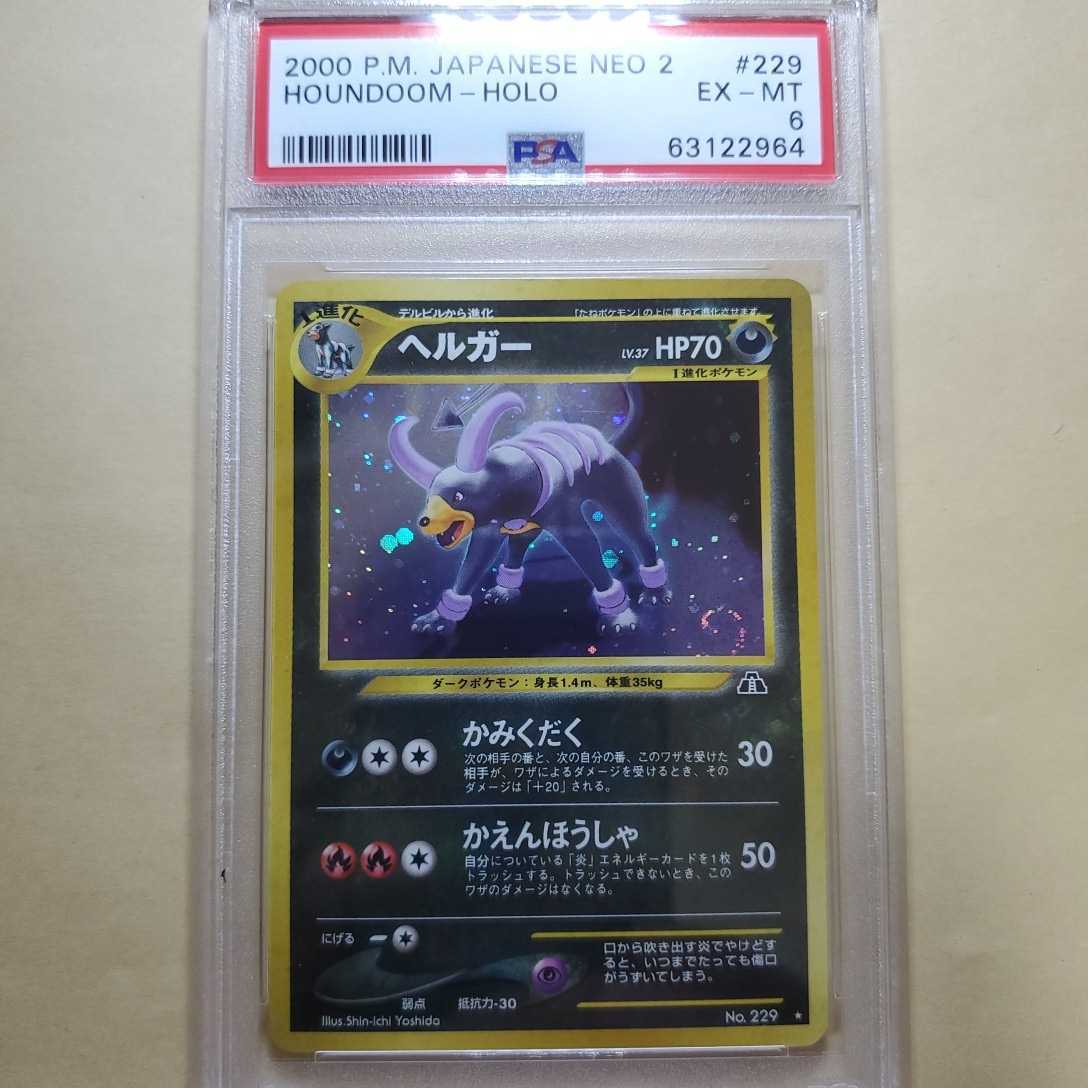 2000 P.M. JAPANESE NEO 2 #229
HOUNDOOM - HOLO EX - MT
6
PSA 63122964
I進化 デルビルから進化 「たねポケモン」の上に重ねて進化させます。
ヘルガー LV.37 HP70
I進化ポケモン
ダークポケモン：身長1.4m、体重35kg
かみくだく
次の相手の番と、次の自分の番、このワザを受けた
相手が、ワザによるダメージを受けるとき、その
ダメージは「＋20」される。
30
かえんほうしゃ
自分についている「炎」エネルギーカードを1枚
トラッシュする。トラッシュできないとき、この
ワザのダメージはなくなる。
50
にげる
弱点 抵抗力-30
口から吹き出す炎でやけどす
ると、いつまでたっても傷口
がうずいてしまう。
Illus.Shin-ichi Yoshida
No. 229 ★